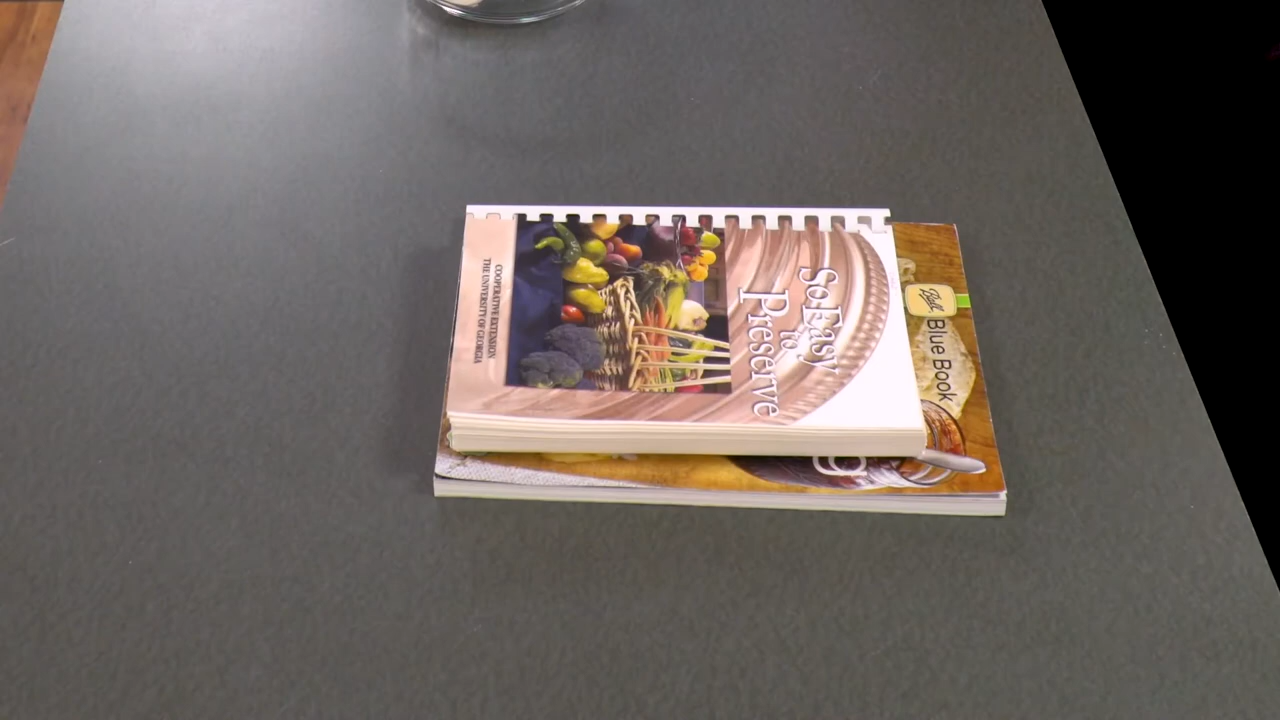 So Easy
to
Preserve
COOPERATIVE EXTENSION
THE UNIVERSITY OF GEORGIA
Ball
Blue Book
g